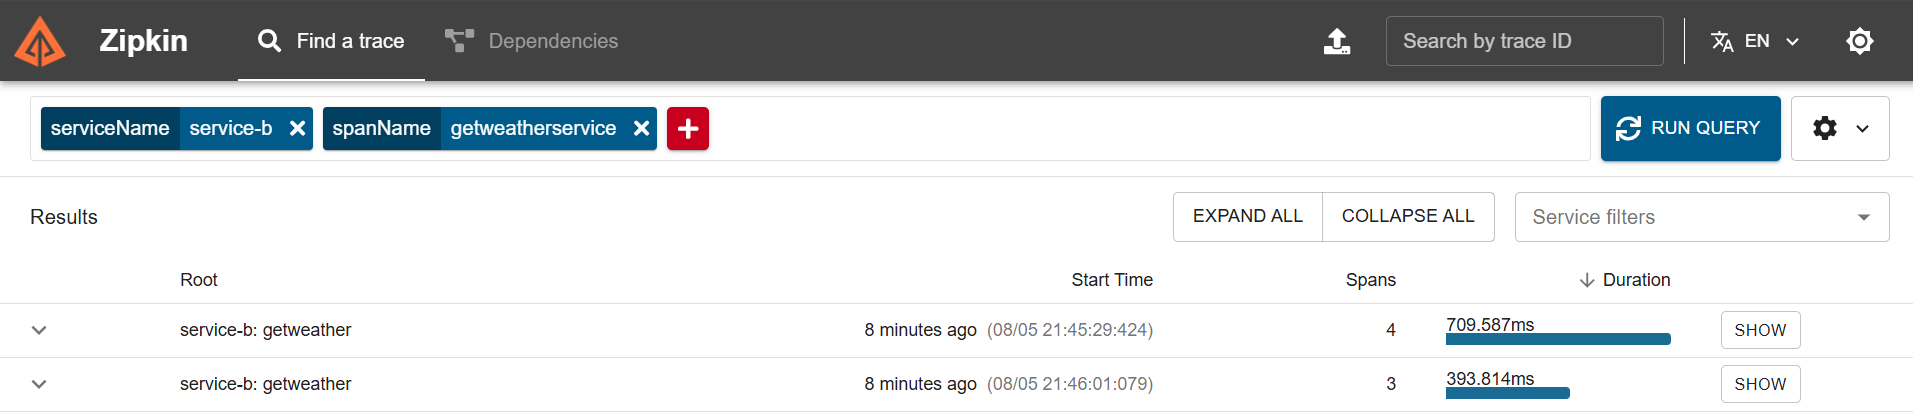 Zipkin Find a trace Dependencies Search by trace ID EN
serviceName service-b spanName getweatherservice RUN QUERY
Results EXPAND ALL COLLAPSE ALL Service filters
Root Start Time Spans Duration
service-b: getweather 8 minutes ago (08/05 21:45:29:424) 4 709.587ms SHOW
service-b: getweather 8 minutes ago (08/05 21:46:01:079) 3 393.814ms SHOW